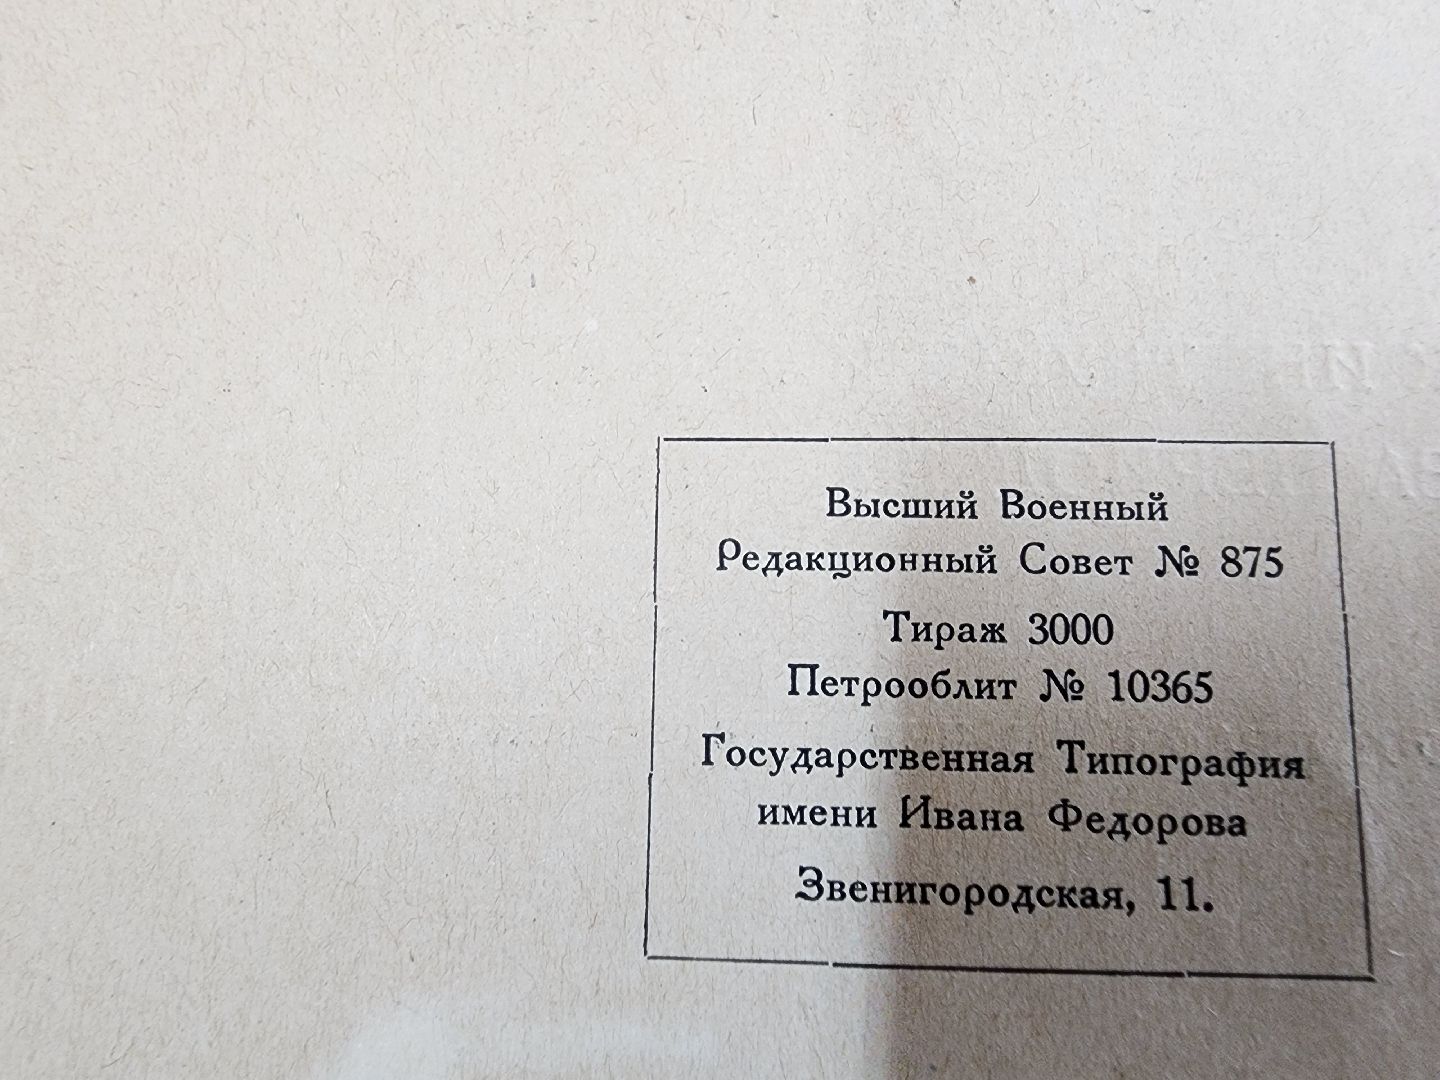 Высший Военный
Редакционный Совет № 875
Тираж 3000
Петрооблит № 10365
Государственная Типография
имени Ивана Федорова
Звенигородская, 11.